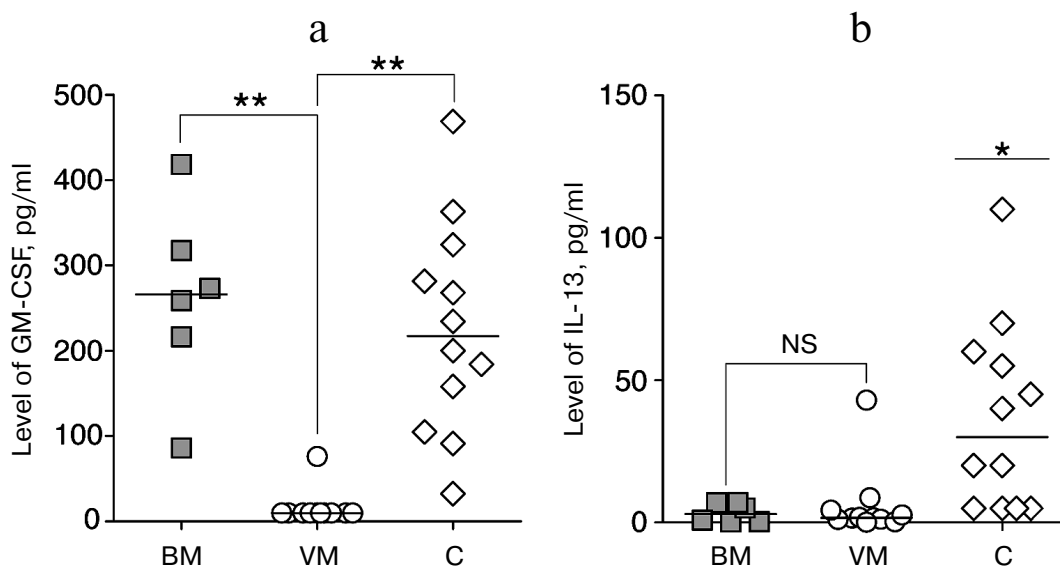 a
**
**
500
400
300
200
100
0
Level of GM-CSF, pg/ml
BM VM C
b
150
100
50
0
Level of IL-13, pg/ml
*
NS
BM VM C